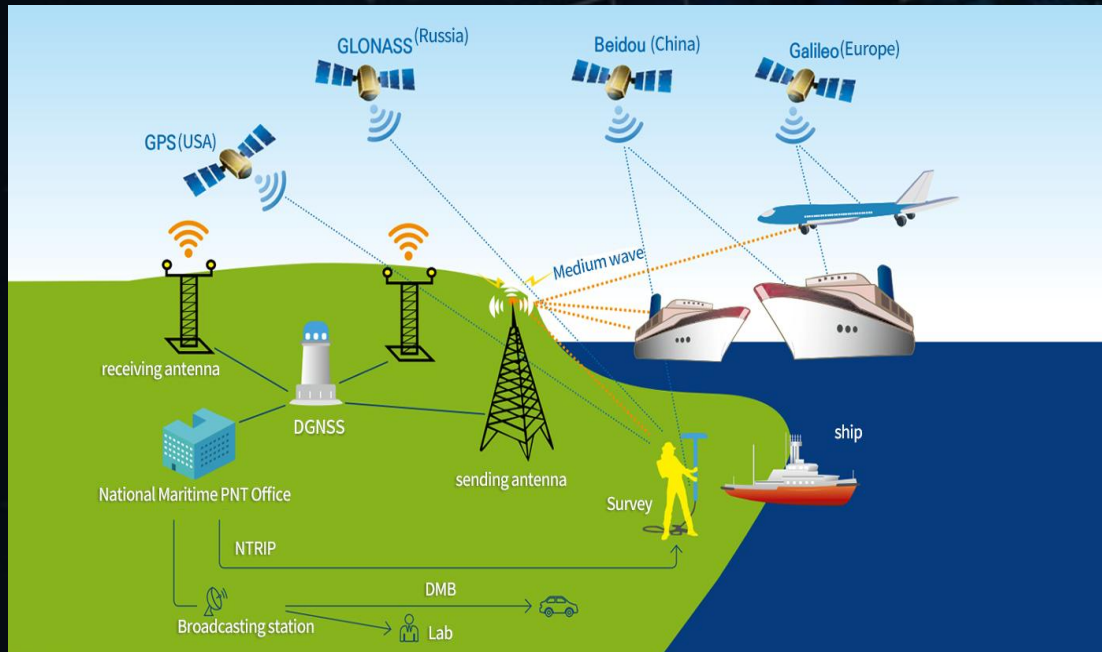 GLONASS (Russia)
Beidou (China)
Galileo (Europe)
GPS (USA)
Medium wave
receiving antenna
DGNSS
ship
sending antenna
National Maritime PNT Office
Survey
NTRIP
DMB
Broadcasting station
Lab